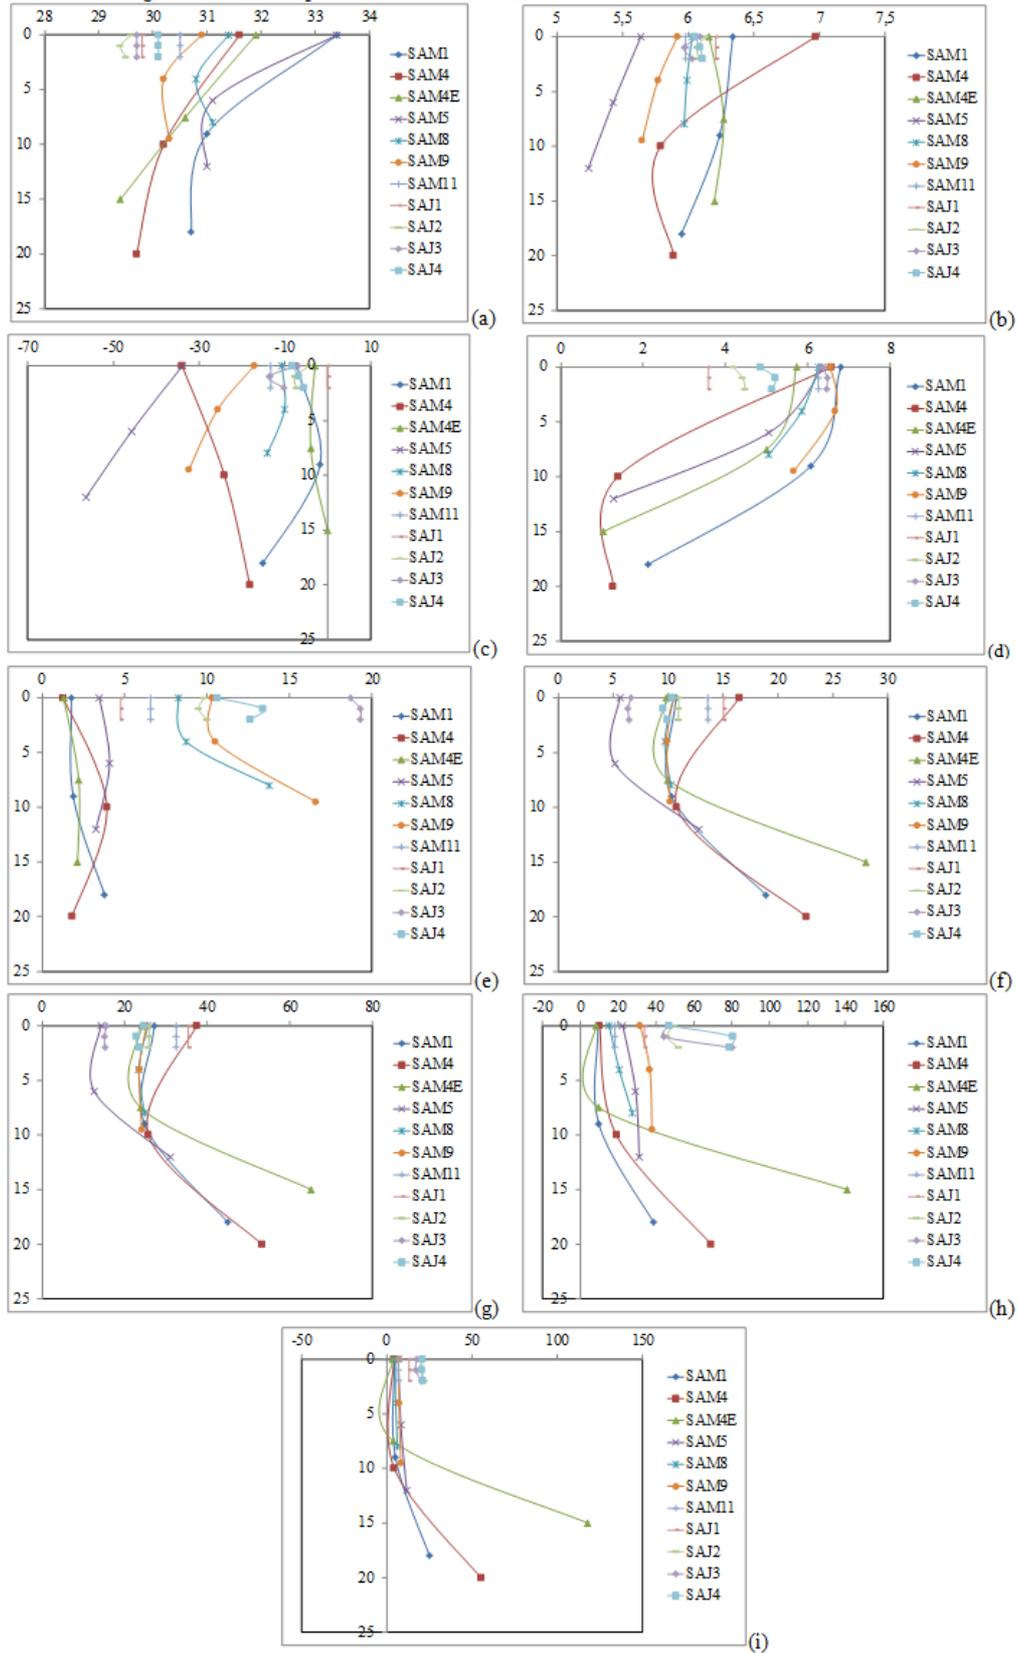 28 29 30 31 32 33 34
0
5
10
15
20
25
SAM1
SAM4
SAM4E
SAM5
SAM8
SAM9
SAM11
SAJ1
SAJ2
SAJ3
SAJ4
(a)
5 5,5 6 6,5 7 7,5
0
5
10
15
20
25
SAM1
SAM4
SAM4E
SAM5
SAM8
SAM9
SAM11
SAJ1
SAJ2
SAJ3
SAJ4
(b)
-70 -50 -30 -10 10
0
5
10
15
20
25
SAM1
SAM4
SAM4E
SAM5
SAM8
SAM9
SAM11
SAJ1
SAJ2
SAJ3
SAJ4
(c)
0 2 4 6 8
0
5
10
15
20
25
SAM1
SAM4
SAM4E
SAM5
SAM8
SAM9
SAM11
SAJ1
SAJ2
SAJ3
SAJ4
(d)
0 5 10 15 20
0
5
10
15
20
25
SAM1
SAM4
SAM4E
SAM5
SAM8
SAM9
SAM11
SAJ1
SAJ2
SAJ3
SAJ4
(e)
0 5 10 15 20 25 30
0
5
10
15
20
25
SAM1
SAM4
SAM4E
SAM5
SAM8
SAM9
SAM11
SAJ1
SAJ2
SAJ3
SAJ4
(f)
0 20 40 60 80
0
5
10
15
20
25
SAM1
SAM4
SAM4E
SAM5
SAM8
SAM9
SAM11
SAJ1
SAJ2
SAJ3
SAJ4
(g)
-20 0 20 40 60 80 100 120 140 160
0
5
10
15
20
25
SAM1
SAM4
SAM4E
SAM5
SAM8
SAM9
SAM11
SAJ1
SAJ2
SAJ3
SAJ4
(h)
-50 0 50 100 150
0
5
10
15
20
25
SAM1
SAM4
SAM4E
SAM5
SAM8
SAM9
SAM11
SAJ1
SAJ2
SAJ3
SAJ4
(i)